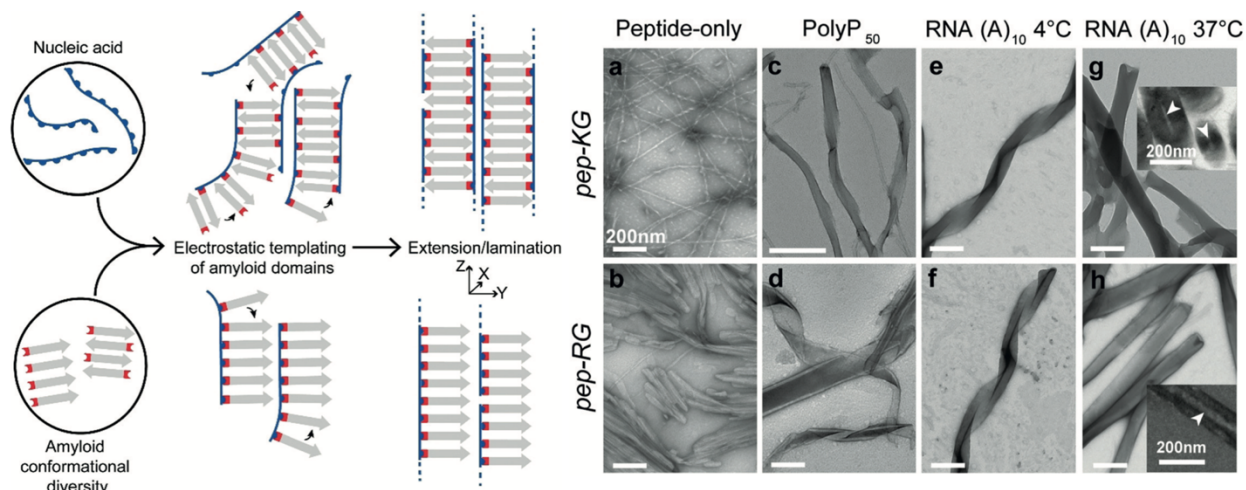 Nucleic acid
Electrostatic templating
of amyloid domains
Extension/lamination
Z
X
Y
Amyloid
conformational
diversity
Peptide-only
PolyP50
RNA (A)10 4°C
RNA (A)10 37°C
pep-KG
a
200nm
c
e
g
200nm
pep-RG
b
d
f
h
200nm